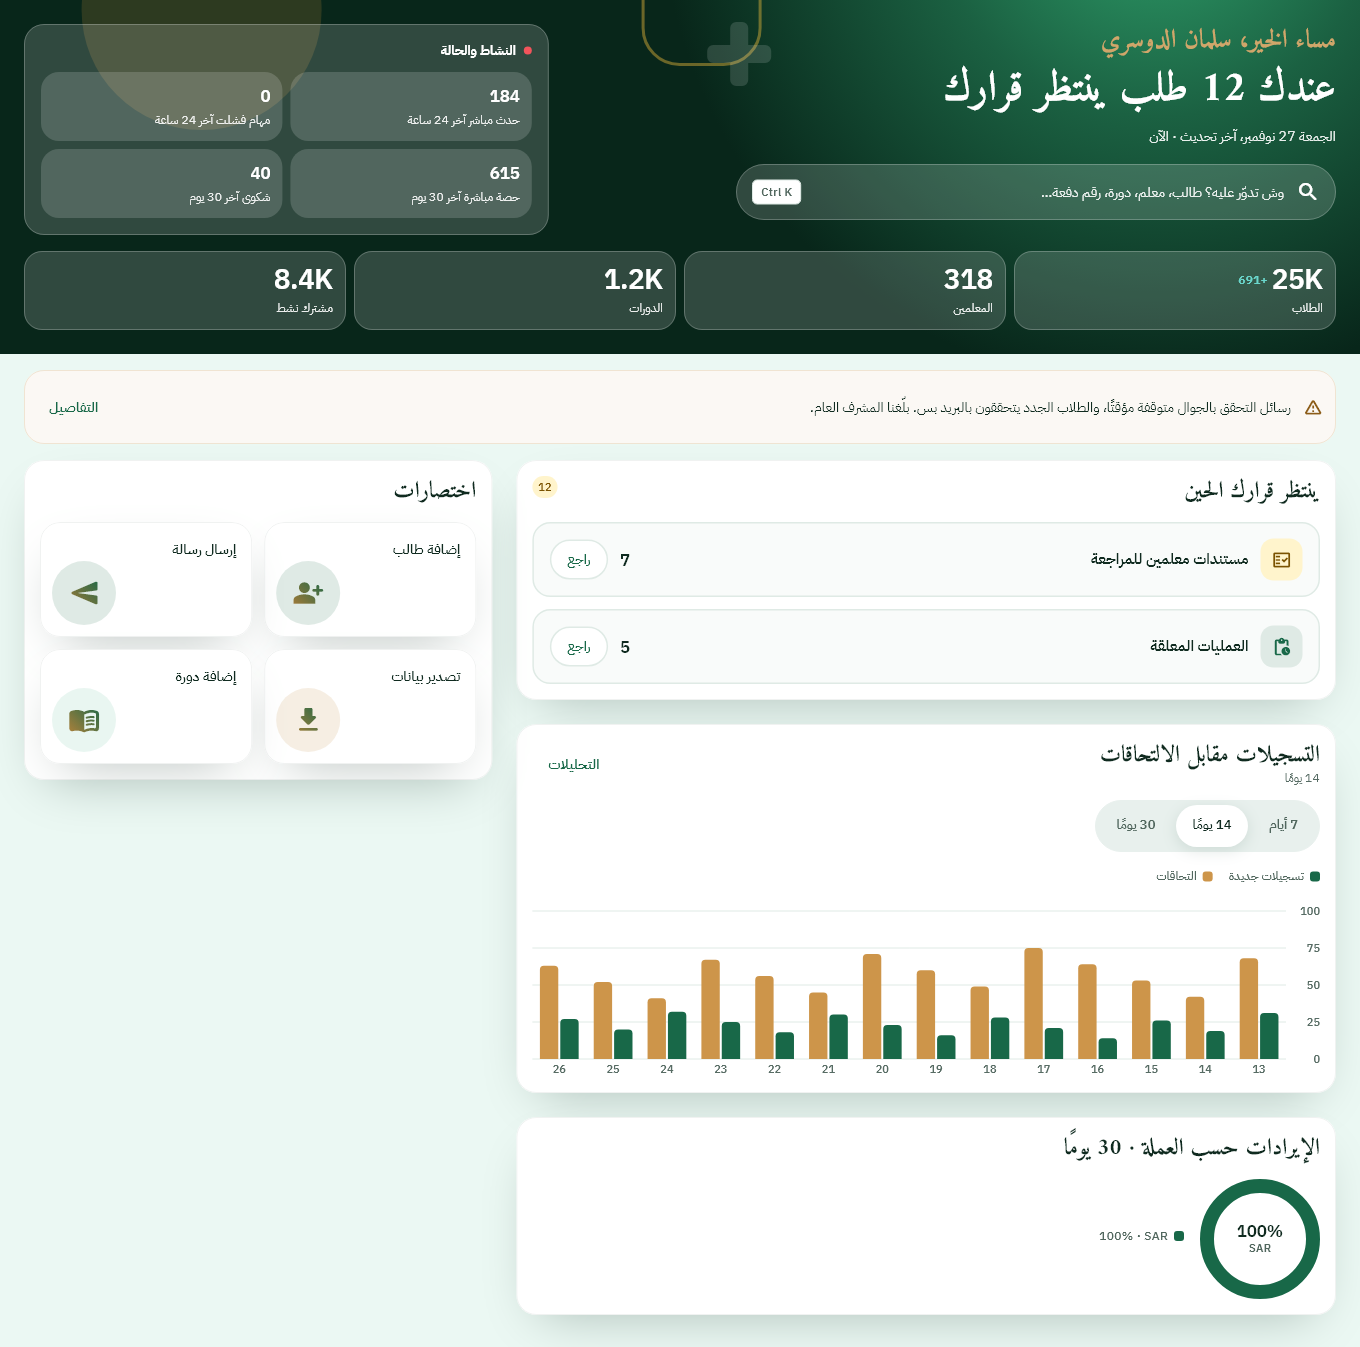 مساء الخير، سلمان الدوسري
عندك 12 طلب ينتظر قرارك
الجمعة 27 نوفمبر، آخر تحديث · الآن
وش تدوّر عليه؟ طالب، معلم، دورة، رقم دفعة...
Ctrl K
النشاط والحالة
184
حدث مباشر آخر 24 ساعة
0
مهام فشلت آخر 24 ساعة
615
حصة مباشرة آخر 30 يوم
40
شكوى آخر 30 يوم
25K +691
الطلاب
318
المعلمين
1.2K
الدورات
8.4K
مشترك نشط
رسائل التحقق بالجوال متوقفة مؤقتًا، والطلاب الجدد يتحققون بالبريد بس. بلّغنا المشرف العام.
التفاصيل
ينتظر قرارك الحين
12
مستندات معلمين للمراجعة
7
راجع
العمليات المعلقة
5
راجع
اختصارات
إضافة طالب
إرسال رسالة
تصدير بيانات
إضافة دورة
التسجيلات مقابل الالتحاقات
14 يومًا
التحليلات
7 أيام
14 يومًا
30 يومًا
تسجيلات جديدة
التحاقات
100
75
50
25
0
13 14 15 16 17 18 19 20 21 22 23 24 25 26
الإيرادات حسب العملة · 30 يومًا
100%
SAR
100% · SAR